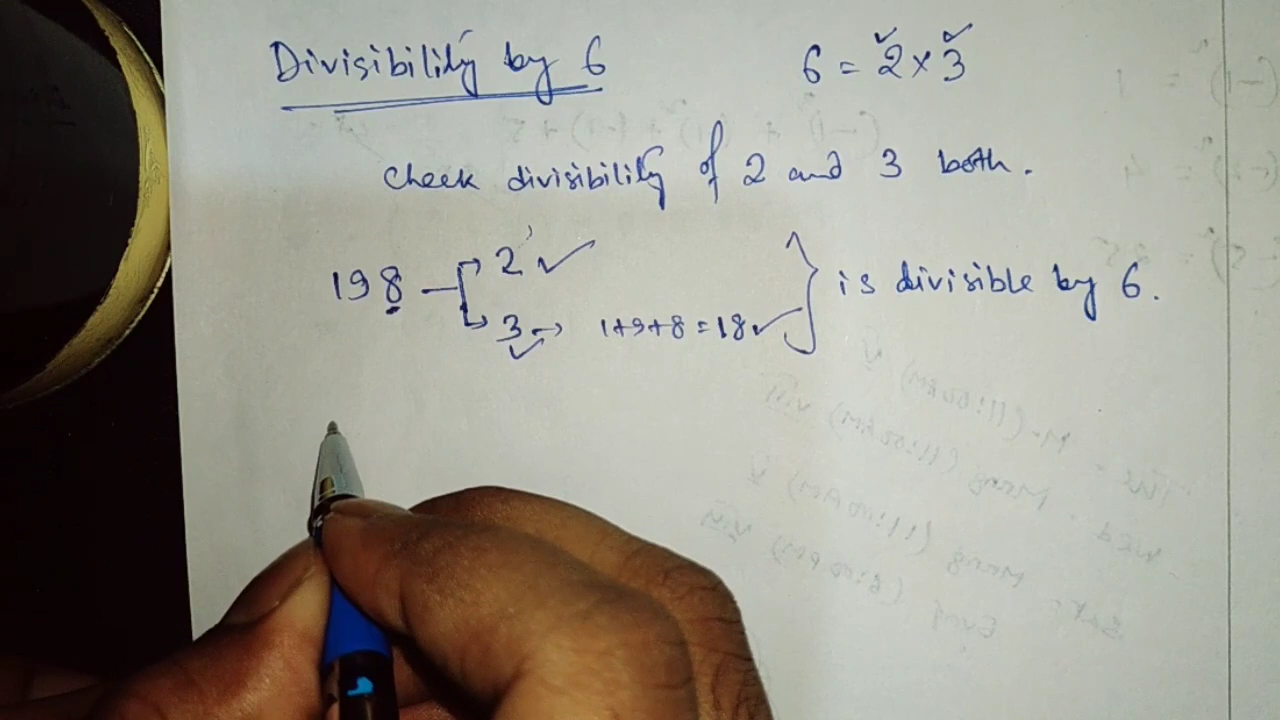 Divisibility by 6
6 = 2 × 3
Check divisibility of 2 and 3 both.
198 2 ✓ } is divisible by 6.
3 → 1+9+8=18 ✓